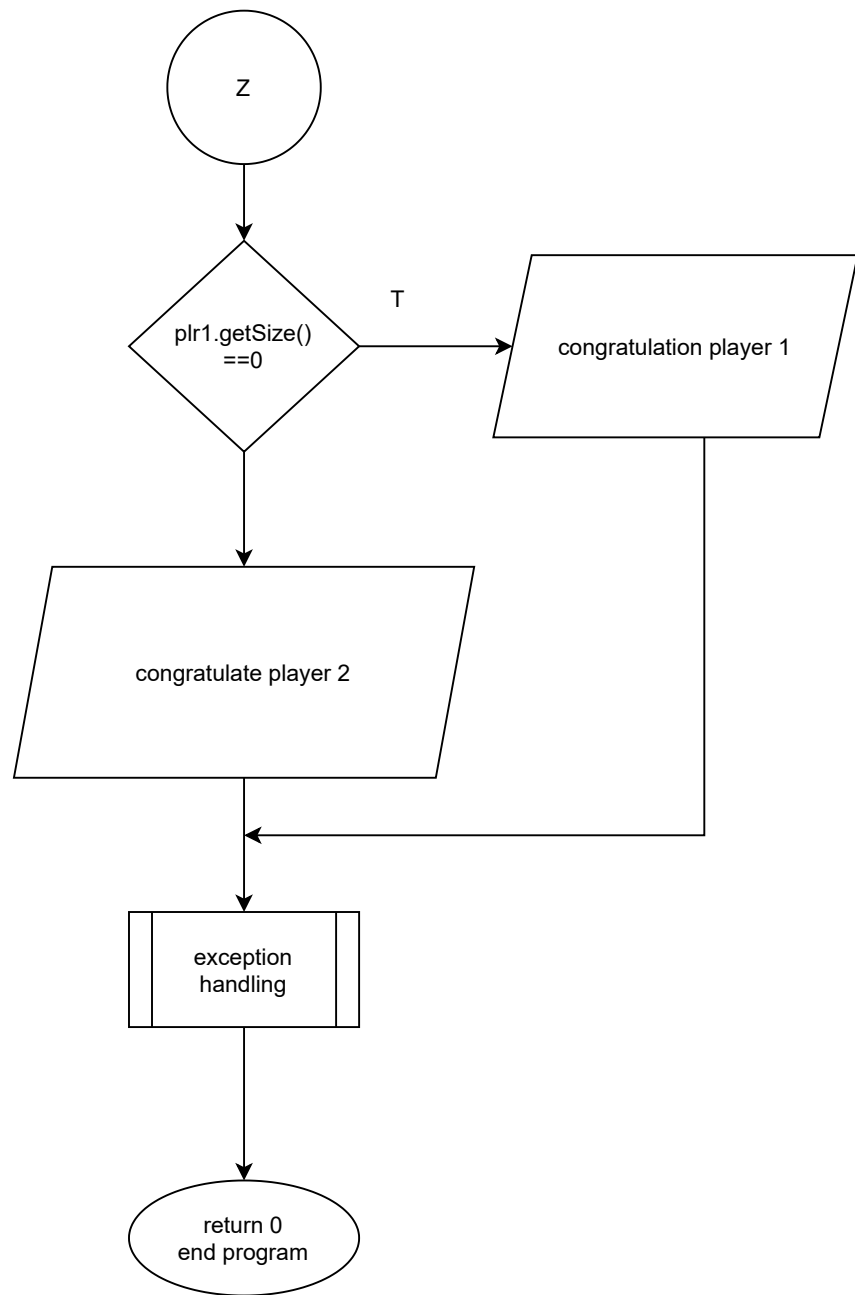 Z
plr1.getSize()
==0
T
congratulation player 1
congratulate player 2
exception
handling
return 0
end program